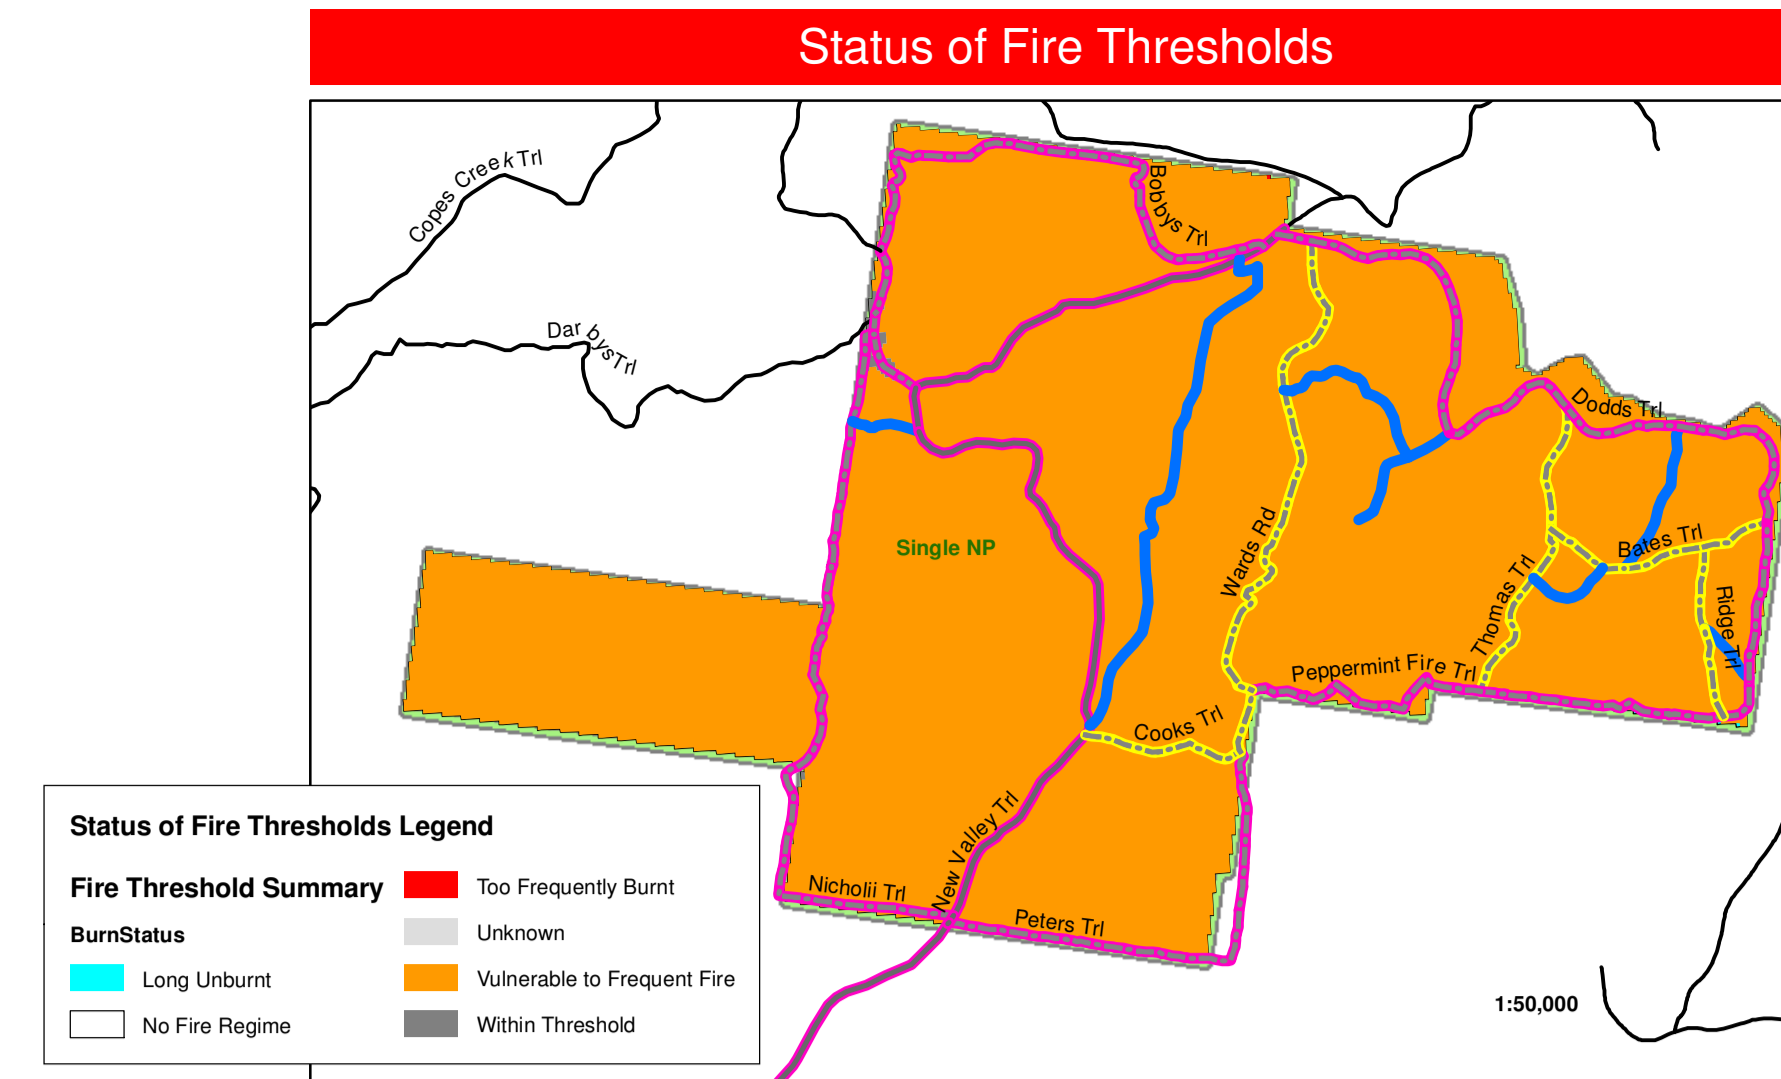 Status of Fire Thresholds
Copes Creek Trl
Bobbys Trl
Darbys Trl
Dodds Trl
Single NP
Wards Rd
Bates Trl
Thomas Trl
Ridge Trl
Peppermint Fire Trl
Cooks Trl
New Valley Trl
Nicholii Trl
Peters Trl
1:50,000
Status of Fire Thresholds Legend
Fire Threshold Summary
BurnStatus
Long Unburnt
No Fire Regime
Too Frequently Burnt
Unknown
Vulnerable to Frequent Fire
Within Threshold